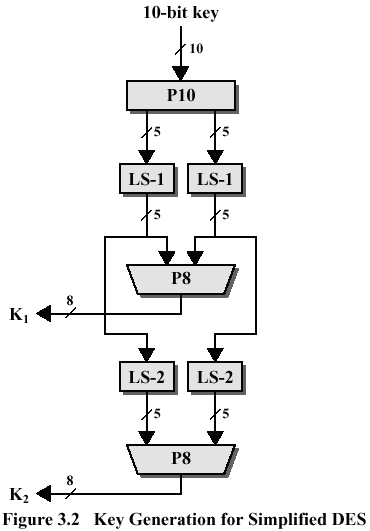 10-bit key
10
P10
5 5
LS-1 LS-1
5 5
P8
K1 8
LS-2 LS-2
5 5
P8
K2 8
Figure 3.2 Key Generation for Simplified DES